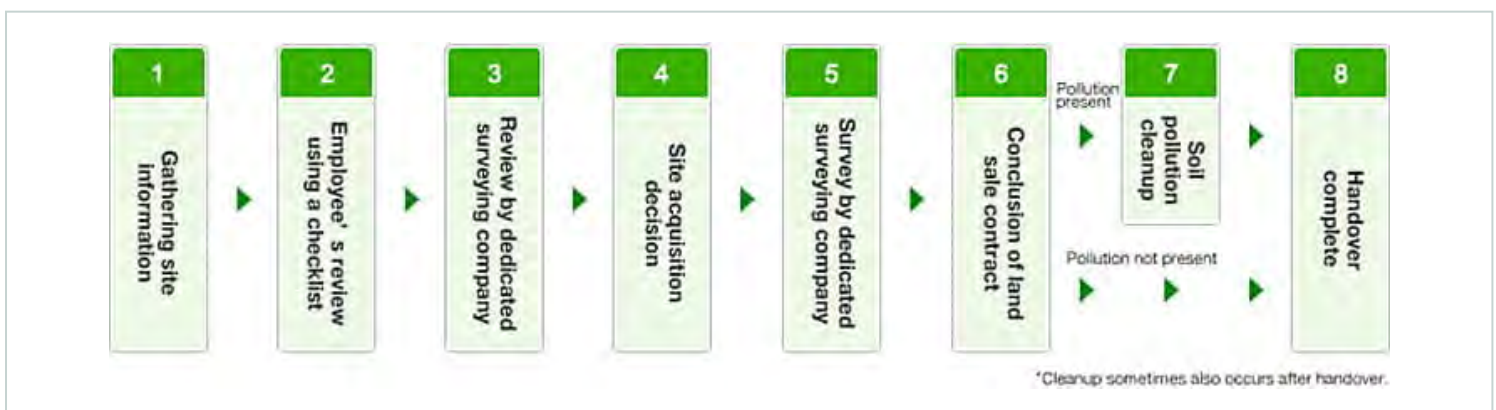 1
Gathering site
information
2
Employee's review
using a checklist
3
Review by dedicated
surveying company
4
Site acquisition
decision
5
Survey by dedicated
surveying company
6
Conclusion of land
sale contract
Pollution
present
7
Soil
pollution
cleanup
Pollution not present
8
Handover
complete
*Cleanup sometimes also occurs after handover.